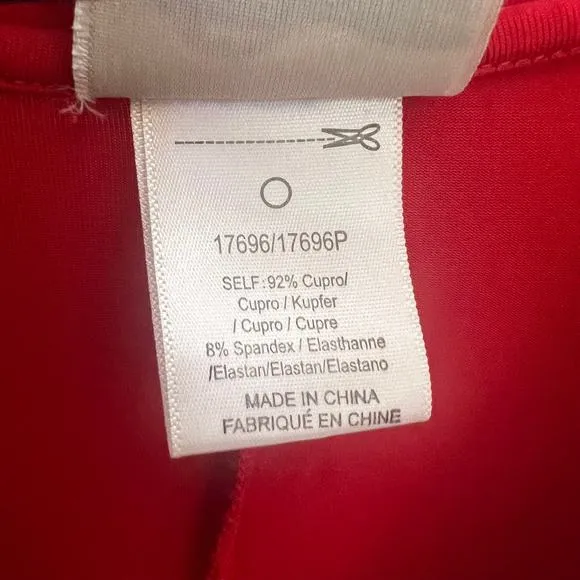 17696/17696P
SELF:92% Cupro/
Cupro / Kupfer
/ Cupro / Cupre
8% Spandex / Elasthanne
/Elastan/Elastan/Elastano
MADE IN CHINA
FABRIQUÉ EN CHINE